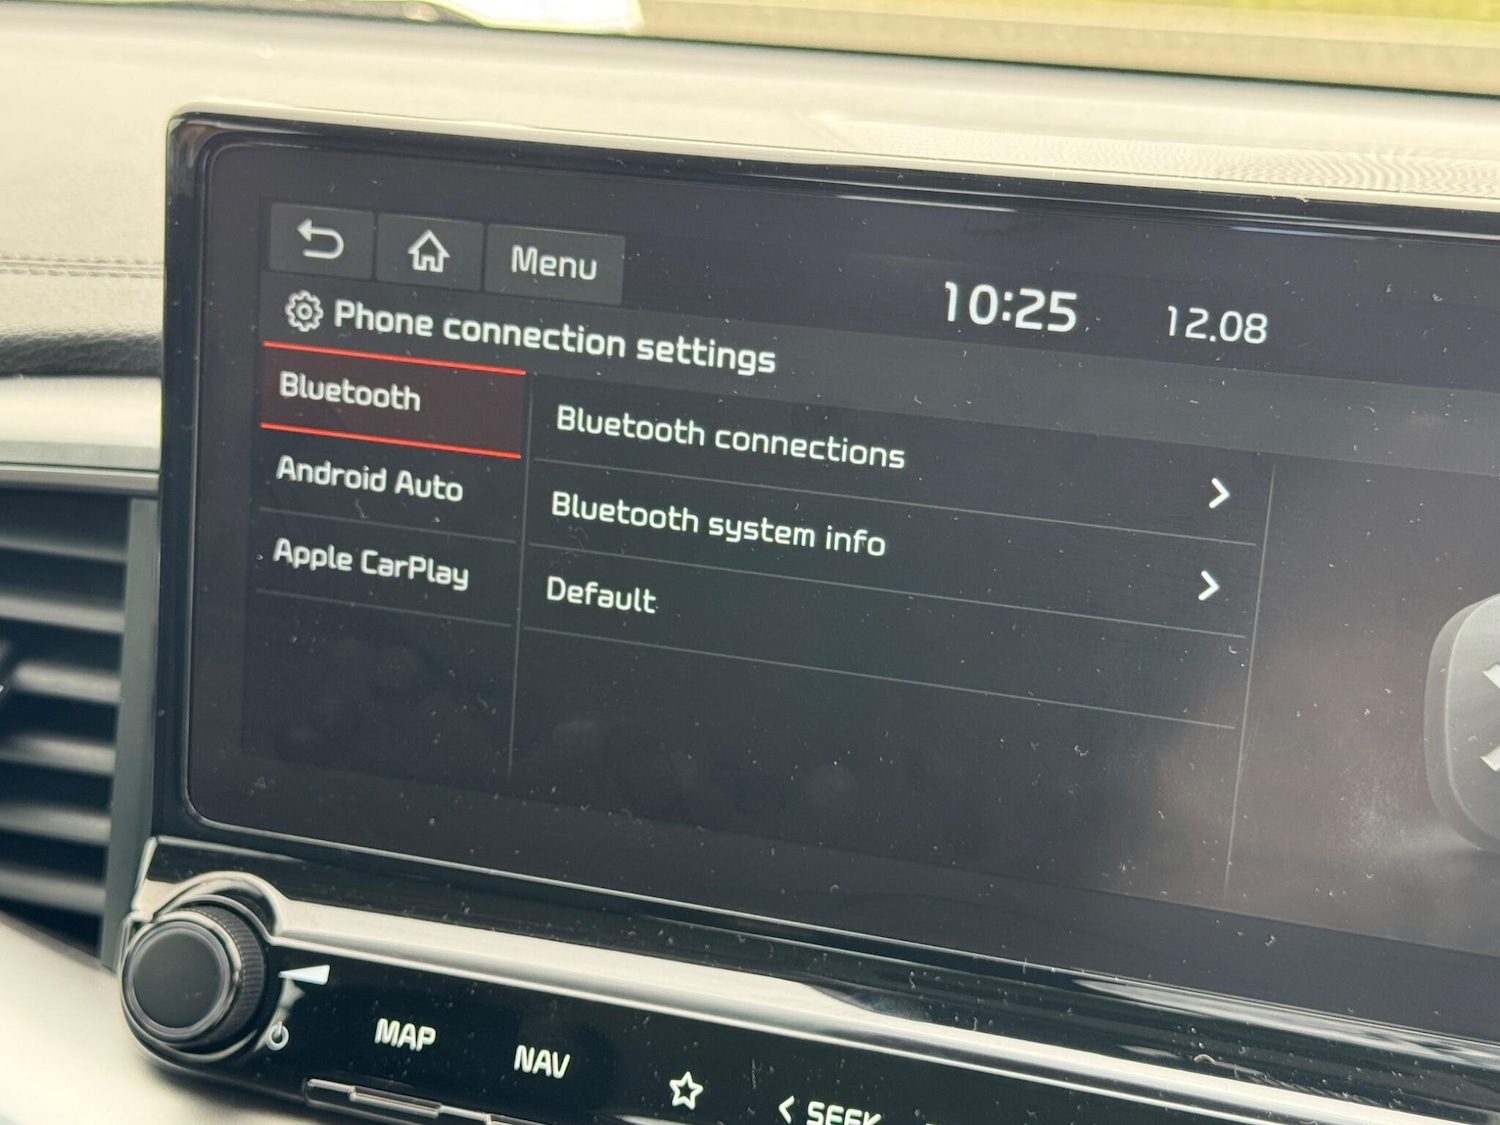 Menu
10:25
12.08
Phone connection settings
Bluetooth
Android Auto
Apple CarPlay
Bluetooth connections
Bluetooth system info
Default
MAP
NAV
SEEK